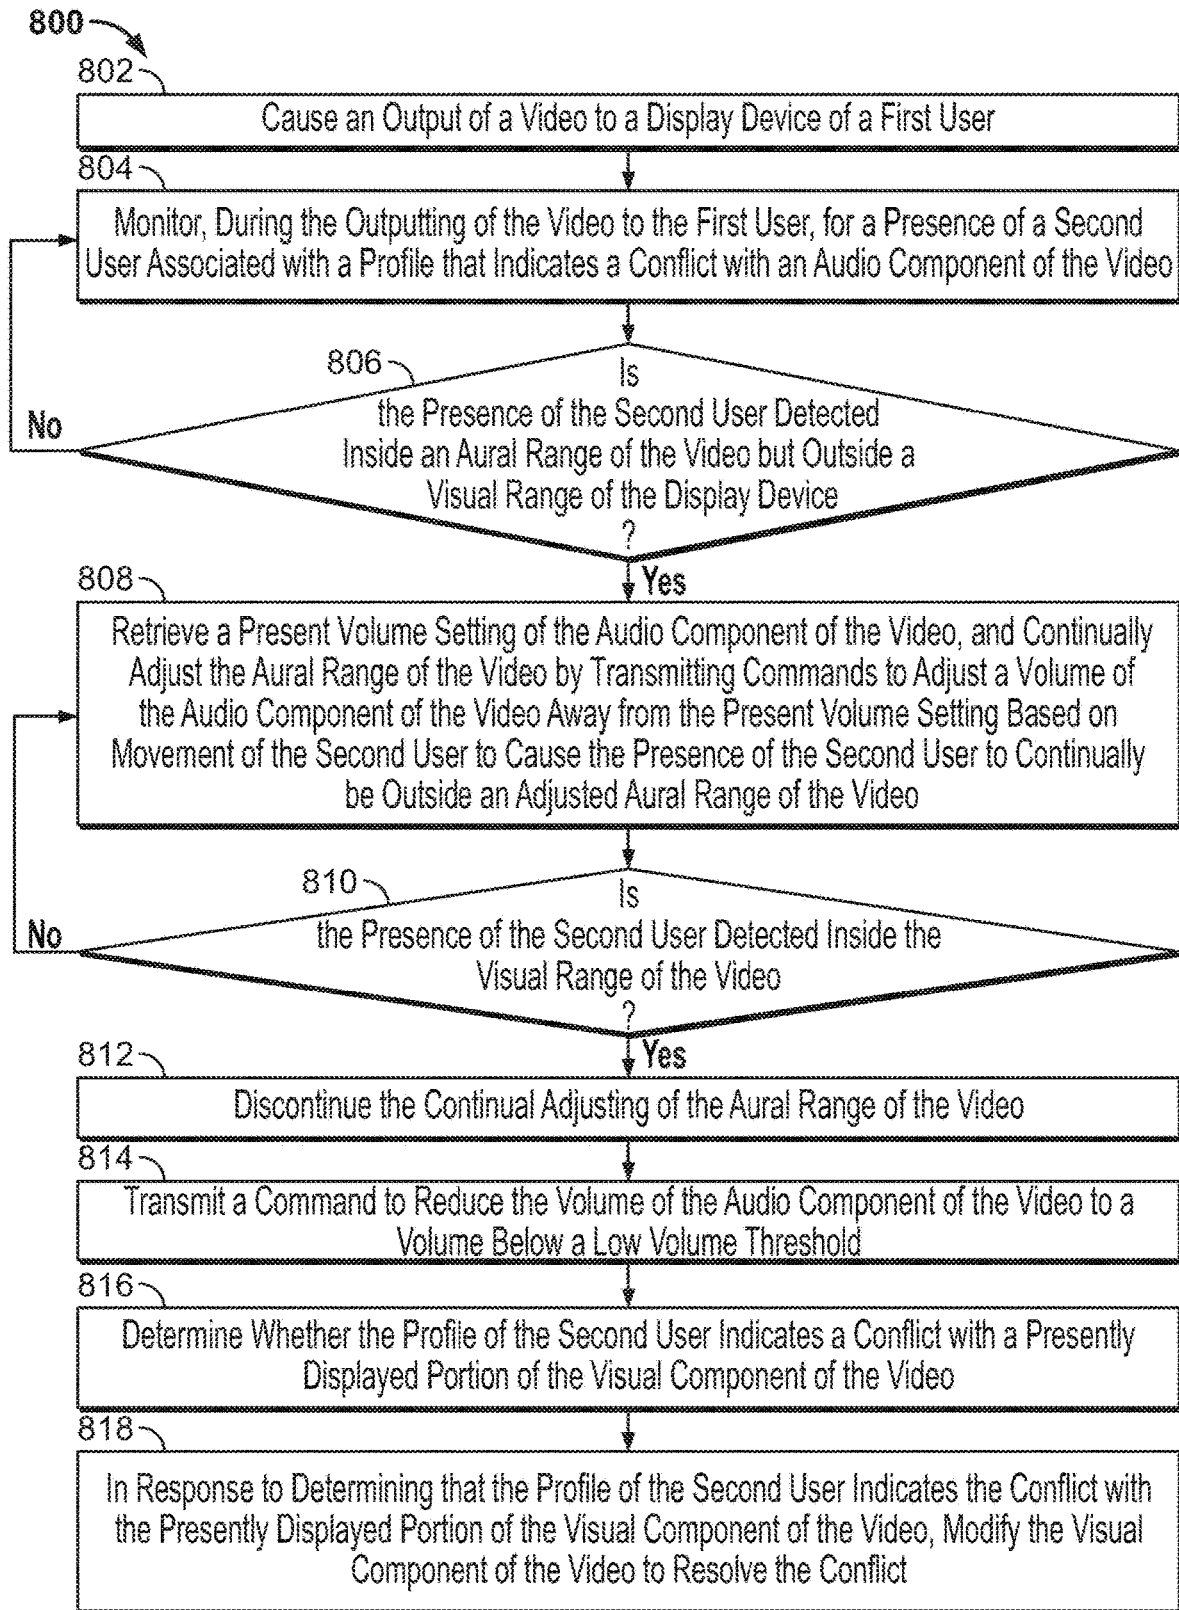 800
802
Cause an Output of a Video to a Display Device of a First User
804
Monitor, During the Outputting of the Video to the First User, for a Presence of a Second
User Associated with a Profile that Indicates a Conflict with an Audio Component of the Video
806
Is
the Presence of the Second User Detected
Inside an Aural Range of the Video but Outside a
Visual Range of the Display Device
?
No
Yes
808
Retrieve a Present Volume Setting of the Audio Component of the Video, and Continually
Adjust the Aural Range of the Video by Transmitting Commands to Adjust a Volume of
the Audio Component of the Video Away from the Present Volume Setting Based on
Movement of the Second User to Cause the Presence of the Second User to Continually
be Outside an Adjusted Aural Range of the Video
810
Is
the Presence of the Second User Detected Inside the
Visual Range of the Video
?
No
Yes
812
Discontinue the Continual Adjusting of the Aural Range of the Video
814
Transmit a Command to Reduce the Volume of the Audio Component of the Video to a
Volume Below a Low Volume Threshold
816
Determine Whether the Profile of the Second User Indicates a Conflict with a Presently
Displayed Portion of the Visual Component of the Video
818
In Response to Determining that the Profile of the Second User Indicates the Conflict with
the Presently Displayed Portion of the Visual Component of the Video, Modify the Visual
Component of the Video to Resolve the Conflict